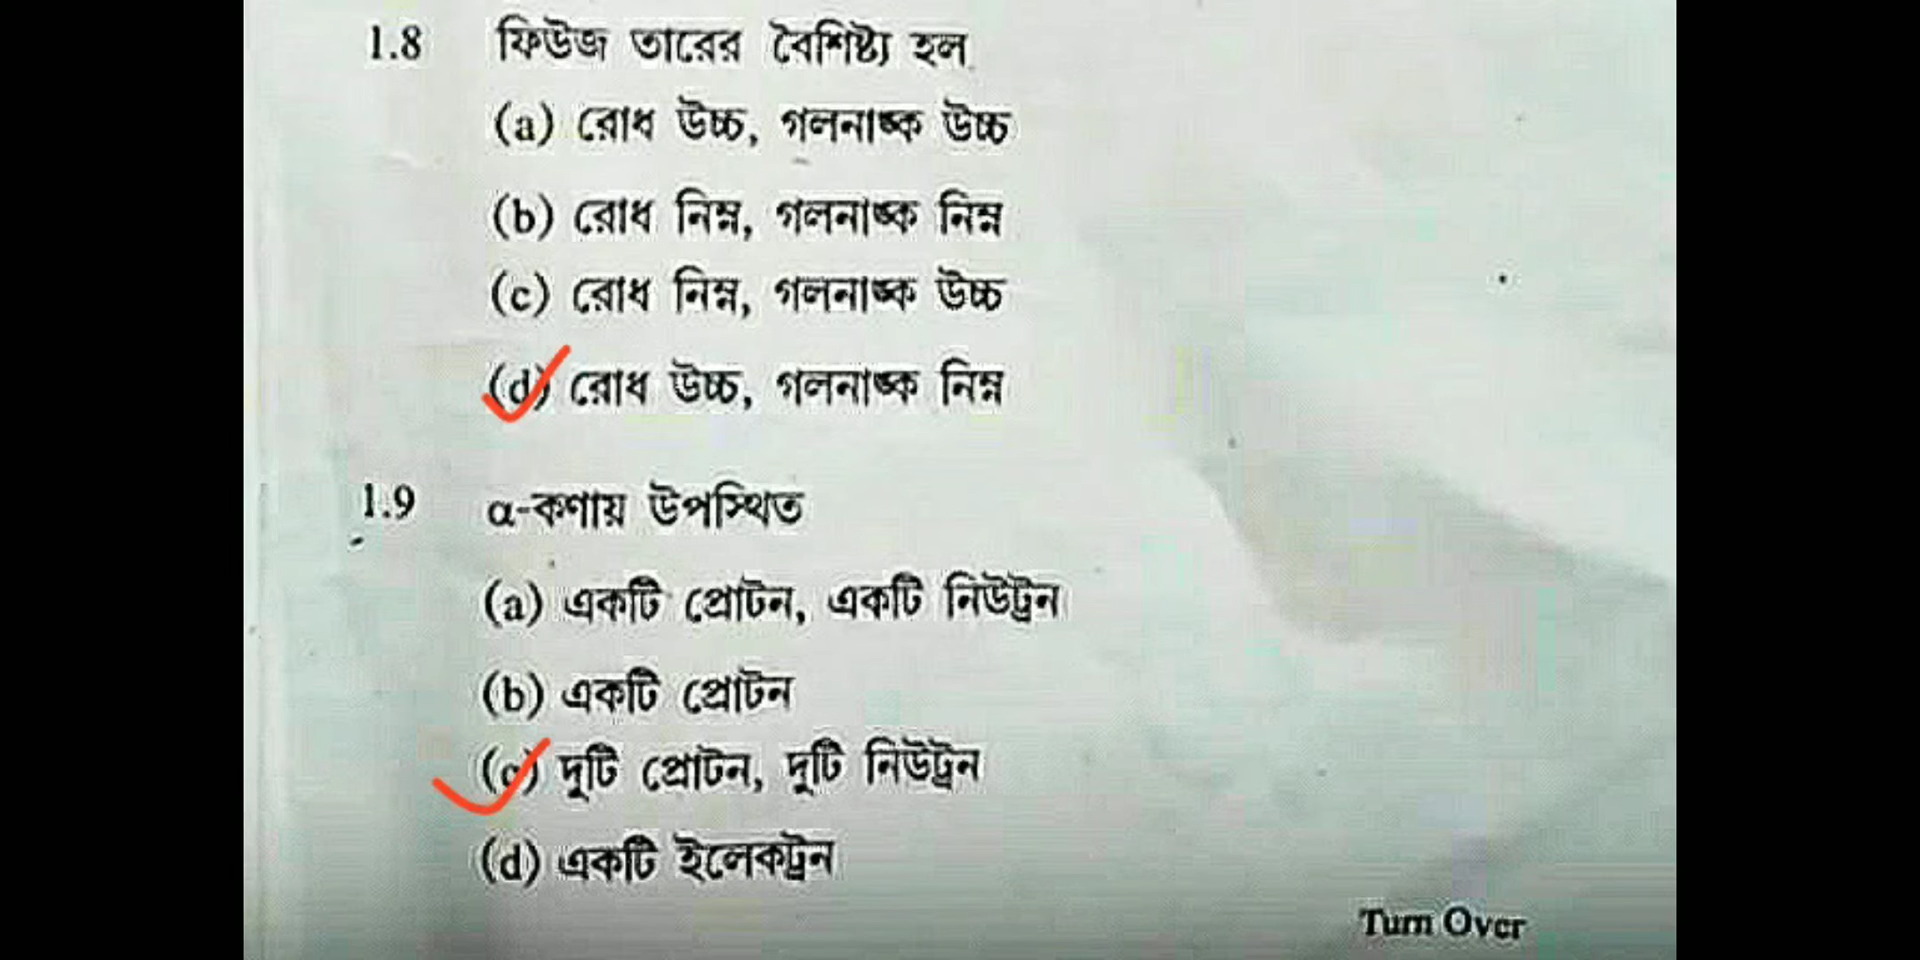 1.8 ফিউজ তারের বৈশিষ্ট্য হল
(a) রোধ উচ্চ, গলনাঙ্ক উচ্চ
(b) রোধ নিম্ন, গলনাঙ্ক নিম্ন
(c) রোধ নিম্ন, গলনাঙ্ক উচ্চ
(d) রোধ উচ্চ, গলনাঙ্ক নিম্ন
1.9 α-কণায় উপস্থিত
(a) একটি প্রোটন, একটি নিউট্রন
(b) একটি প্রোটন
(c) দুটি প্রোটন, দুটি নিউট্রন
(d) একটি ইলেকট্রন
Turn Over